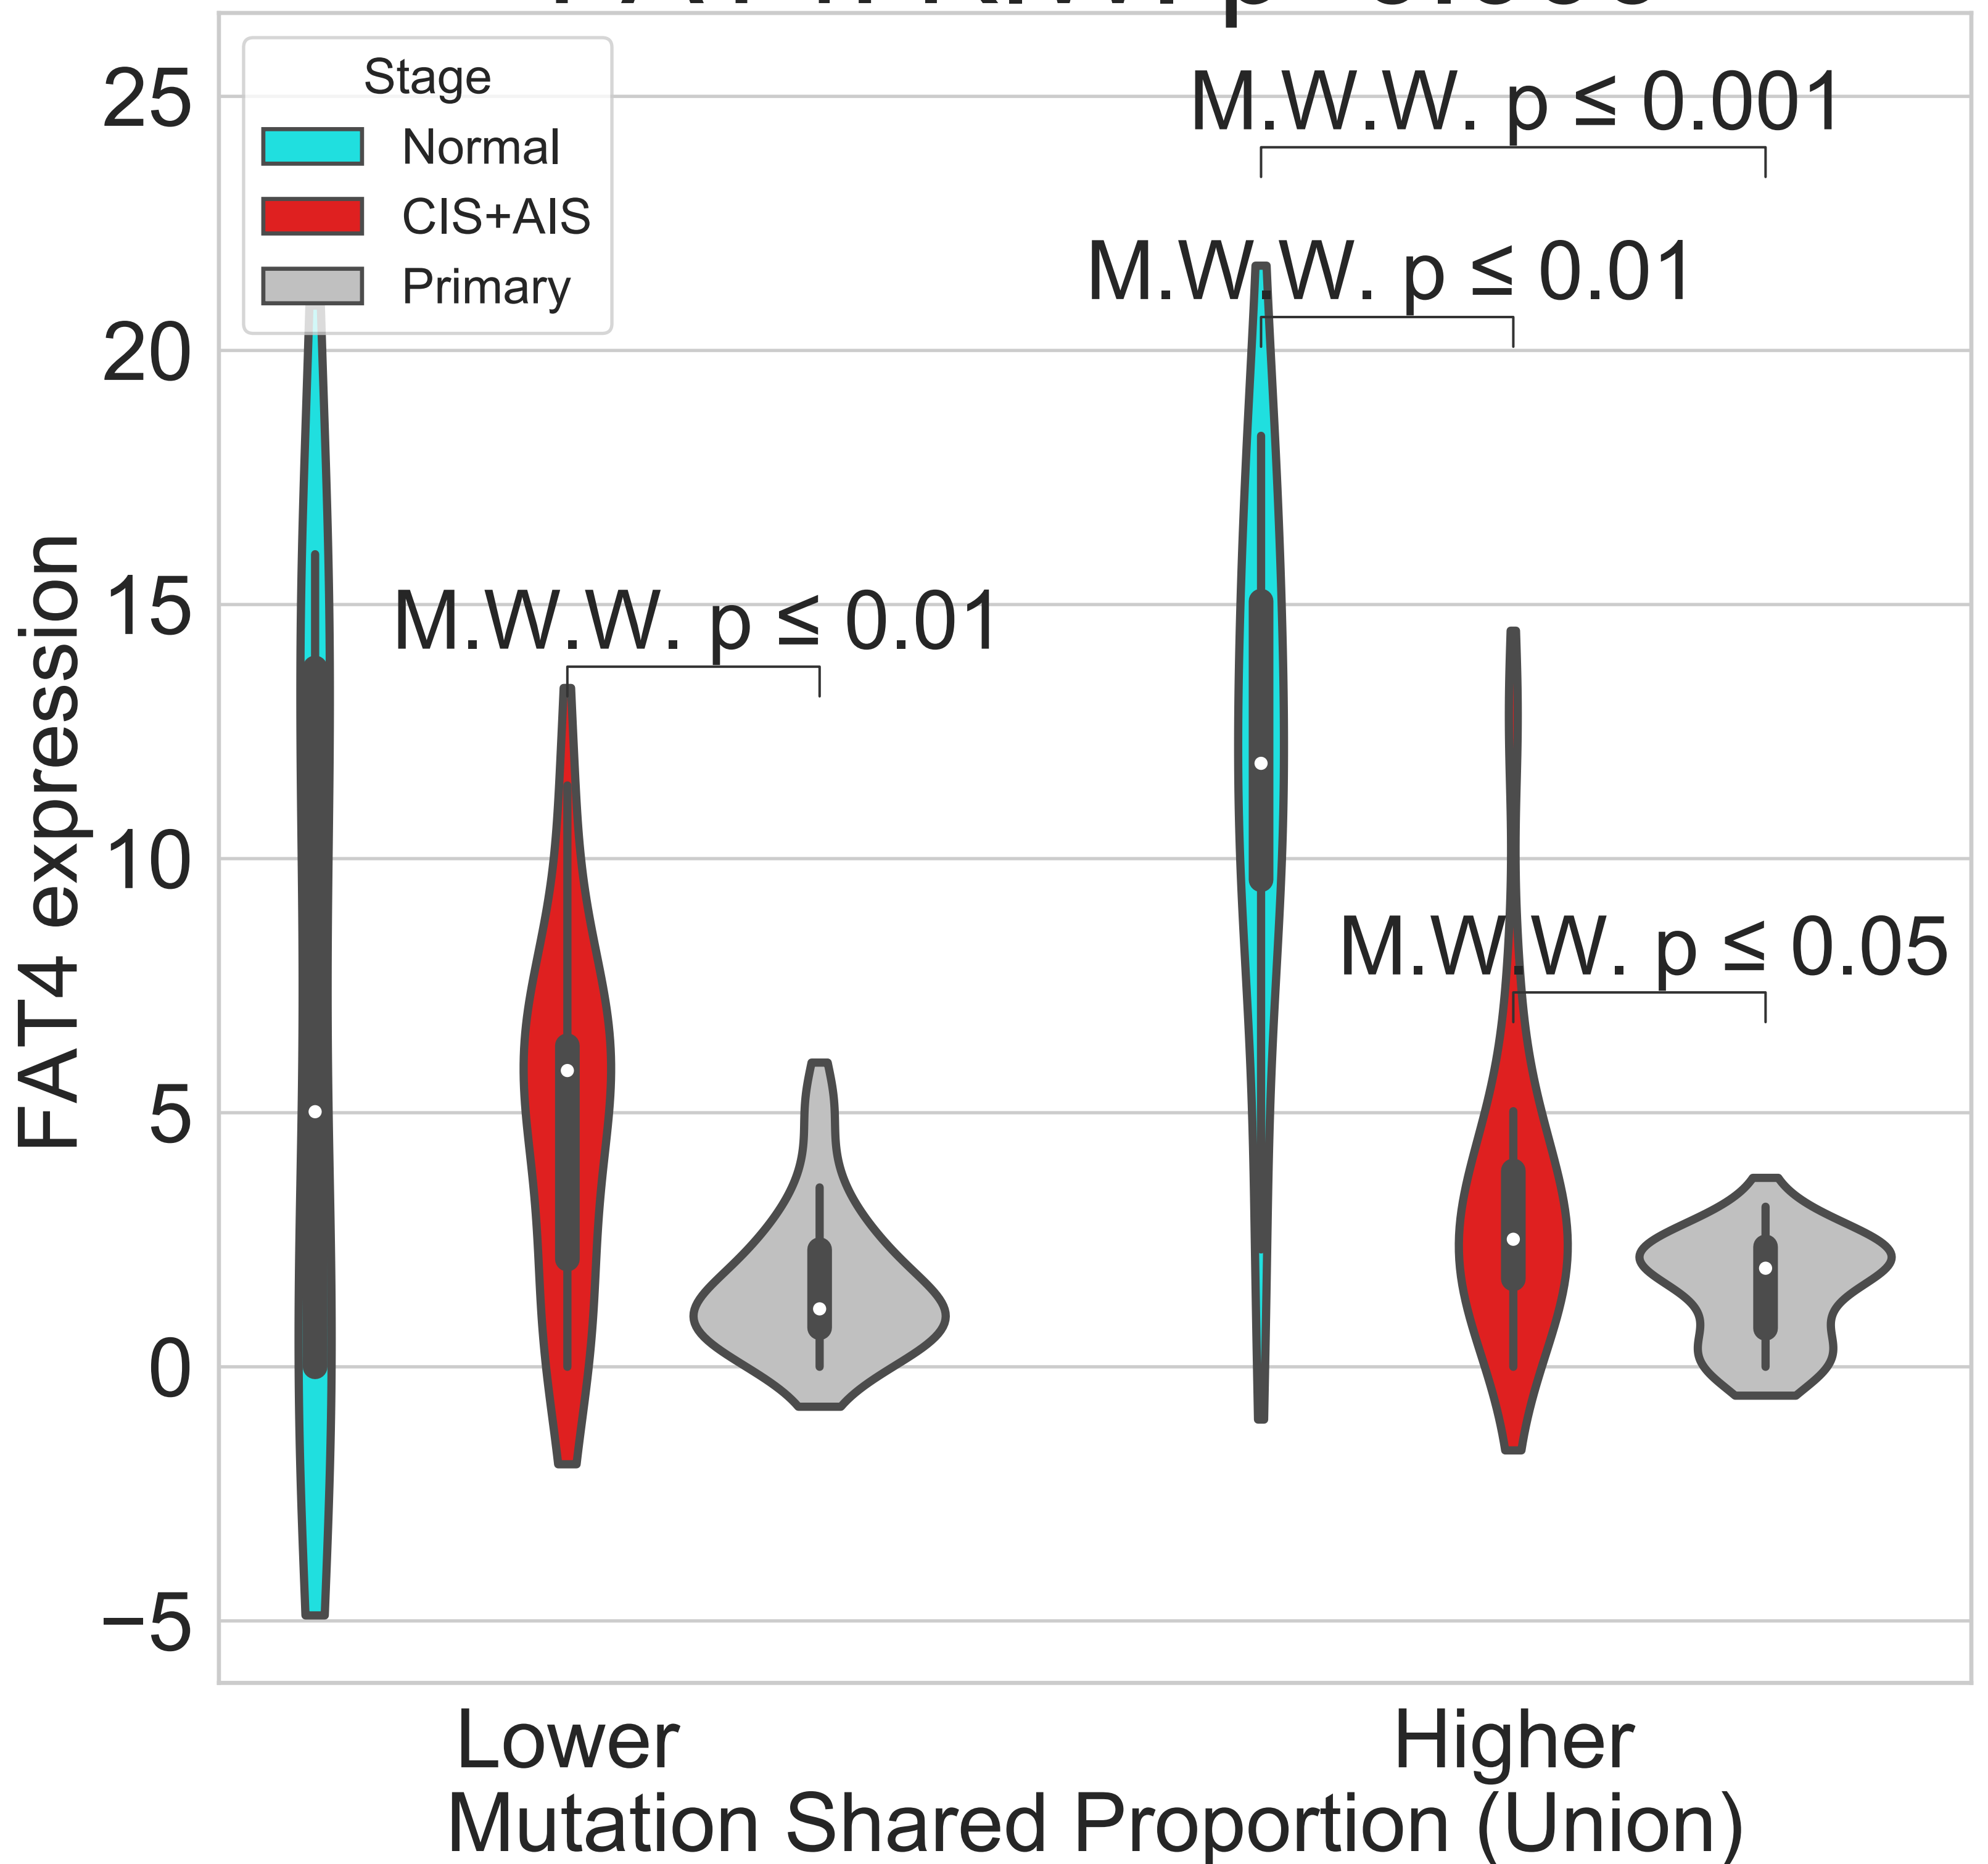 25
20
15
10
5
0
−5
FAT4 expression
Stage
Normal
CIS+AIS
Primary
M.W.W. p ≤ 0.001
M.W.W. p ≤ 0.01
M.W.W. p ≤ 0.01
M.W.W. p ≤ 0.05
Lower
Higher
Mutation Shared Proportion (Union)